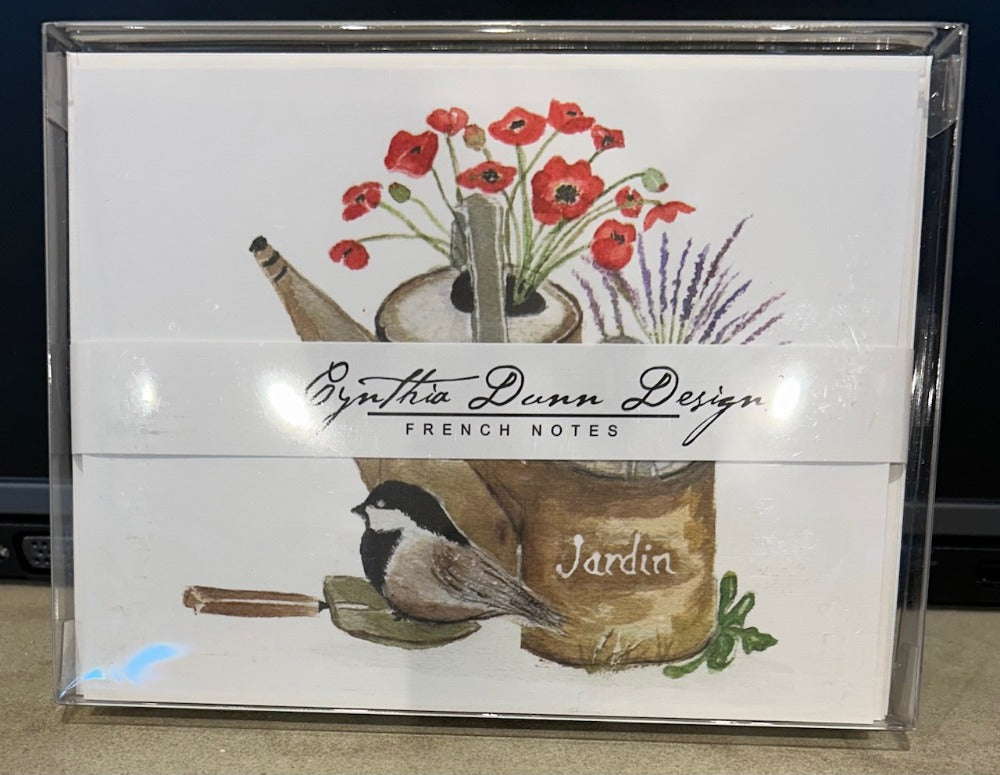 Cynthia Dunn Design
FRENCH NOTES
Jardin